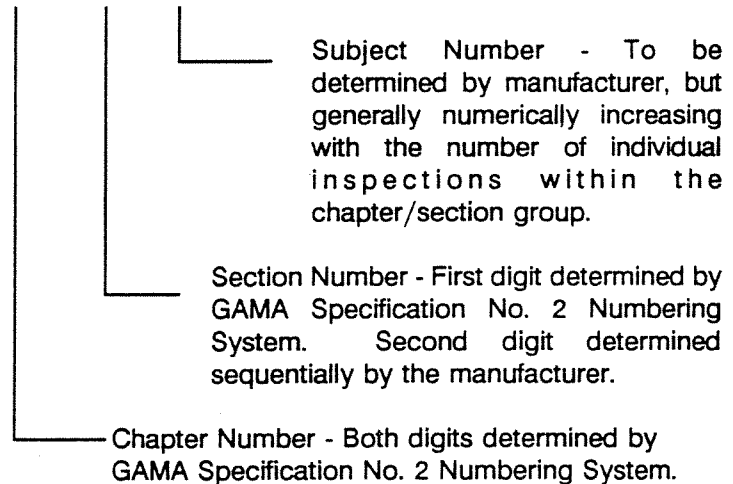 Subject Number - To be
determined by manufacturer, but
generally numerically increasing
with the number of individual
inspections within the
chapter/section group.
Section Number - First digit determined by
GAMA Specification No. 2 Numbering
System. Second digit determined
sequentially by the manufacturer.
Chapter Number - Both digits determined by
GAMA Specification No. 2 Numbering System.